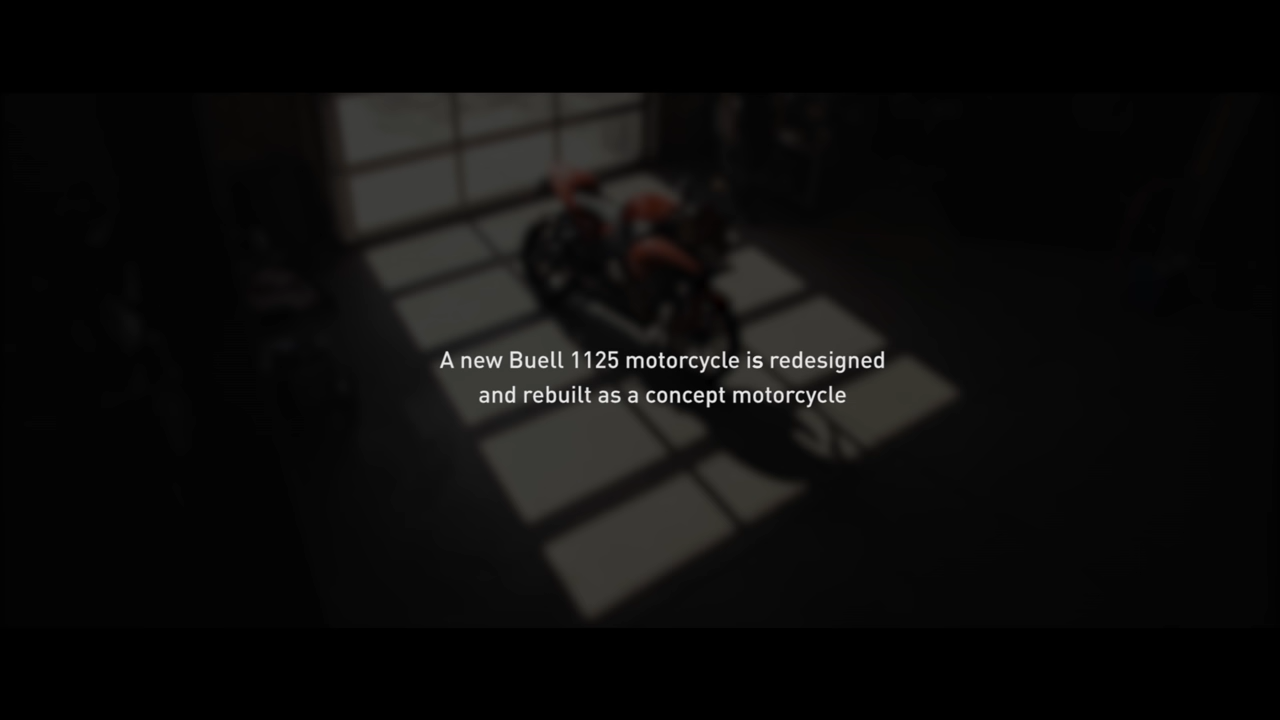 A new Buell 1125 motorcycle is redesigned
and rebuilt as a concept motorcycle